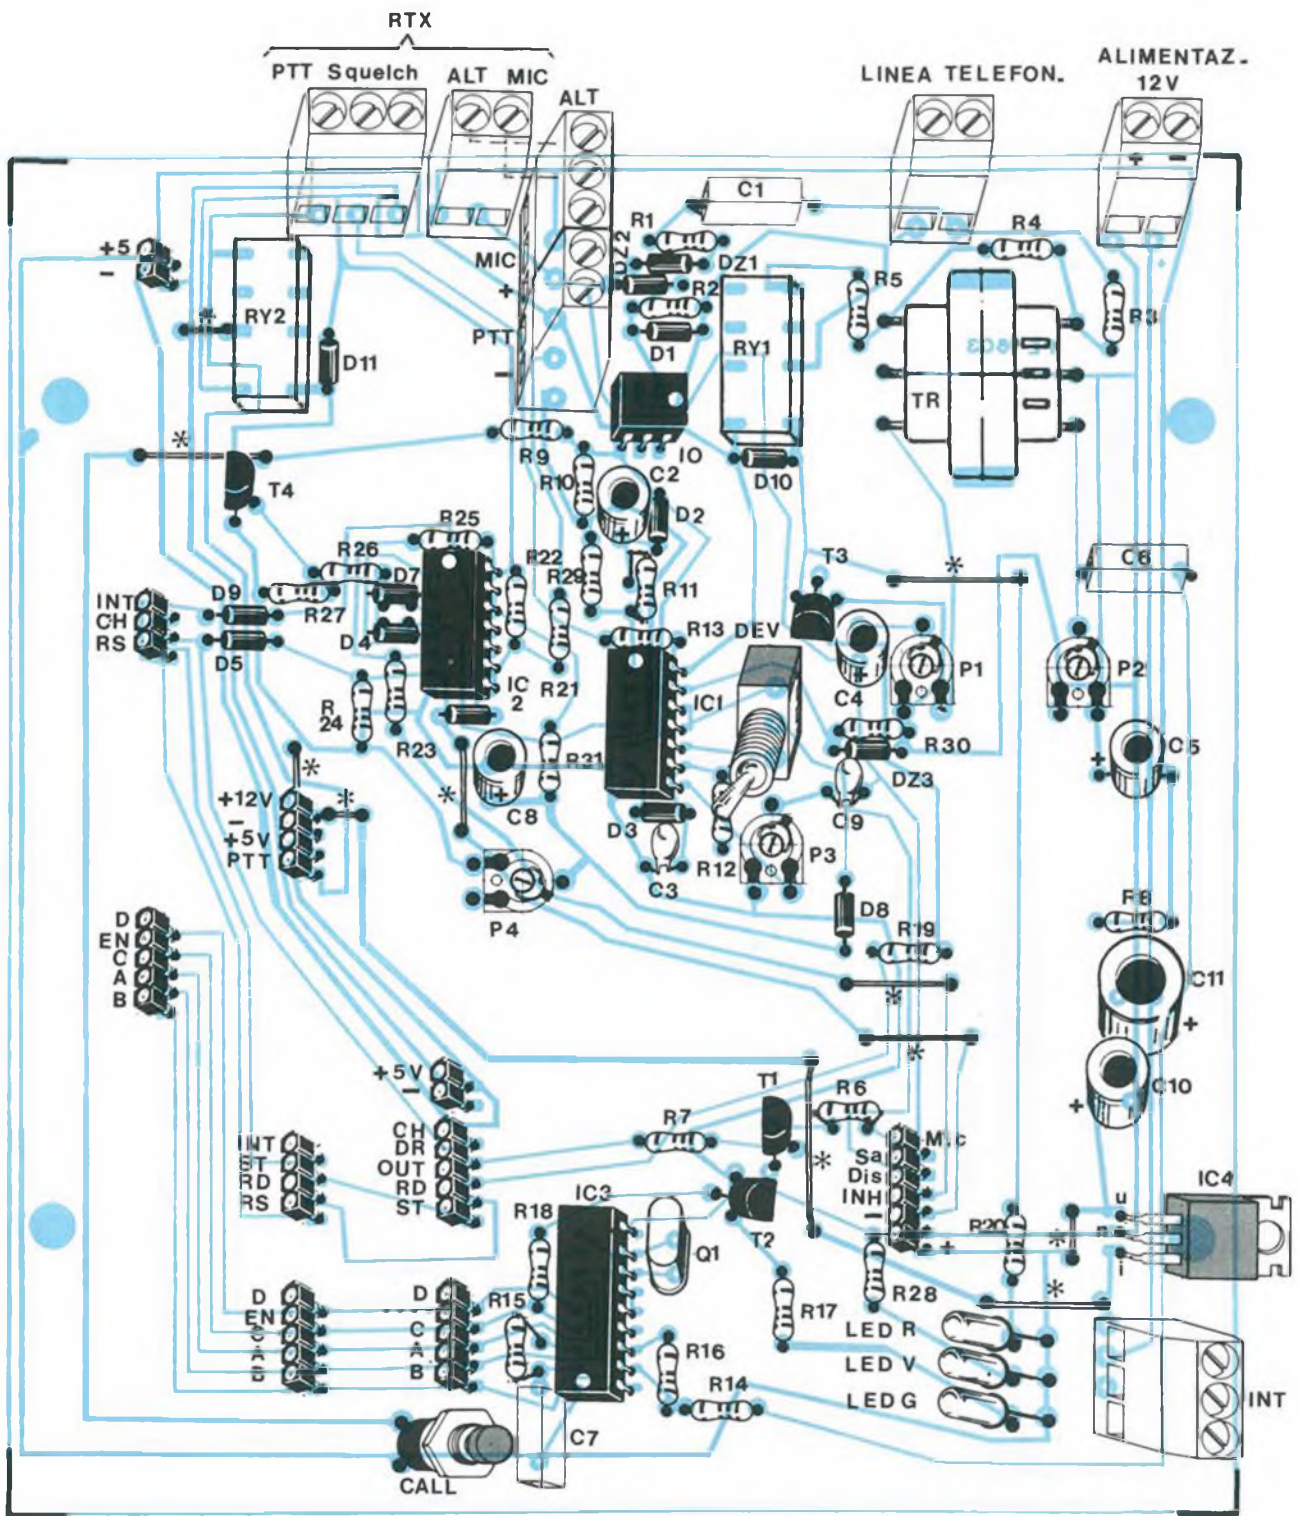 RTX
PTT Squelch
ALT MIC
ALT
LINEA TELEFON.
ALIMENTAZ.
12V
+ -
C1
R1
R4
+5
-
MIC
DZ2
DZ1
+
R2
R5
R3
RY2
PTT
D1
RY1
*
D11
-
TR
*
R9
IO
T4
R10
C2
D10
+
D2
R25
R26
D7
R22
R29
R11
T3
*
C6
INT
CH
RS
D9
R27
D4
R13
DEV
D5
P1
P2
R
24
IC
2
R21
IC1
C4
+
R23
R30
+
C5
*
R31
DZ3
+12V
-
+5V
PTT
*
*
C8
+
D3
C9
R12
P3
C3
P4
D8
R8
D
EN
C
A
B
R19
C11
+
*
*
+5V
-
T1
R6
C10
+
INT
ST
RD
RS
CH
DR
OUT
RD
ST
R7
*
Mic
Sa
Dis
INH
-
+
IC3
R18
Q1
T2
R20
*
u
i
IC4
R28
*
D
EN
D
R15
R17
LED R
C
C
A
A
R16
LED V
B
B
R14
LED G
INT
C7
CALL